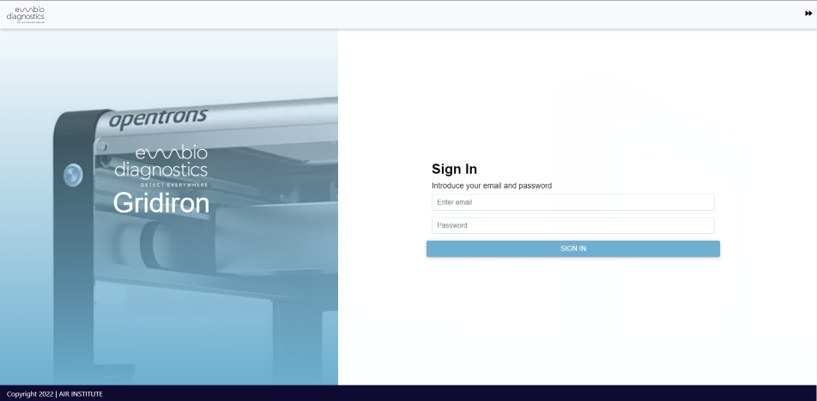 evvvbio
diagnostics
opentrons
evvvbio
diagnostics
DETECT EVERYWHERE
Gridiron
Sign In
Introduce your email and password
Enter email
Password
SIGN IN
Copyright 2022 | AIR INSTITUTE